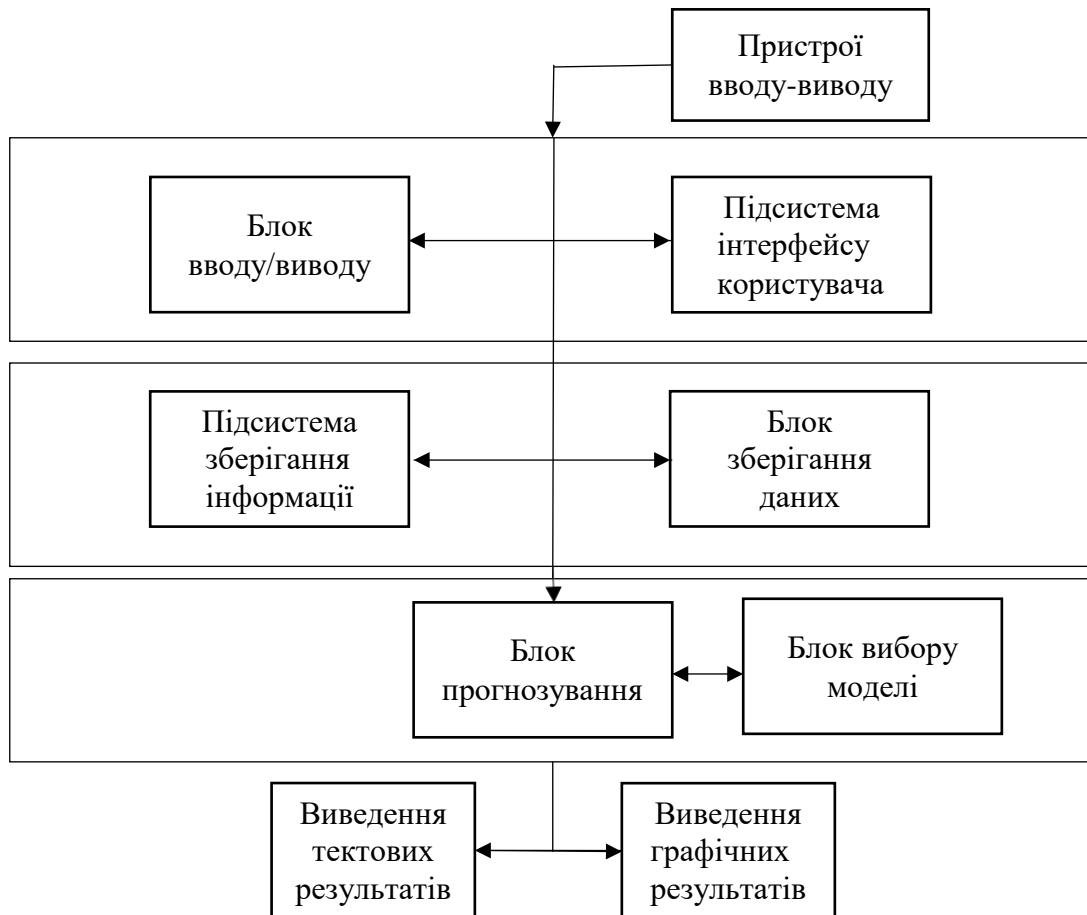 Пристрої
вводу-виводу
Блок
вводу/виводу
Підсистема
інтерфейсу
користувача
Підсистема
зберігання
інформації
Блок
зберігання
даних
Блок
прогнозування
Блок вибору
моделі
Виведення
тектових
результатів
Виведення
графічних
результатів